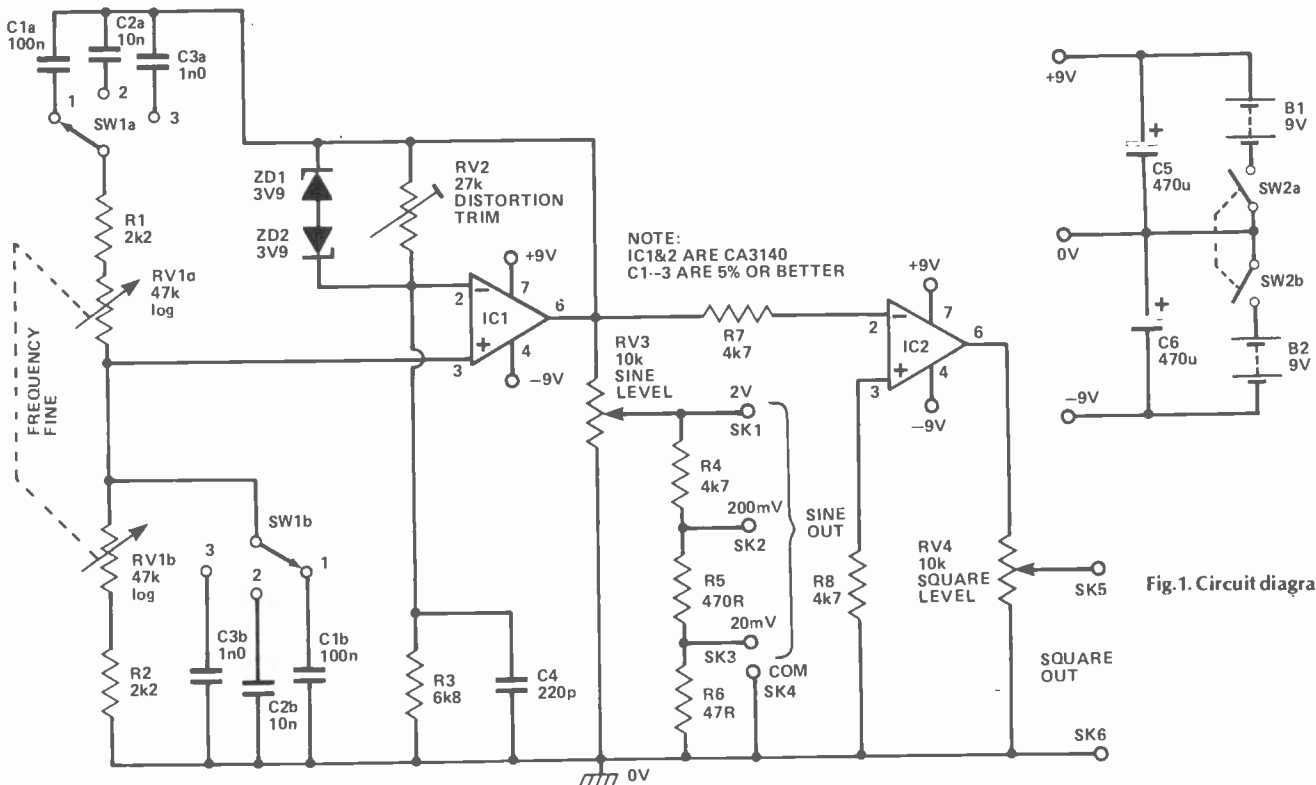 C1a
100n
C2a
10n
C3a
1n0
1
2
3
SW1a
R1
2k2
RV1a
47k
log
FREQUENCY
FINE
RV1b
47k
log
R2
2k2
SW1b
3
2
1
C3b
1n0
C2b
10n
C1b
100n
ZD1
3V9
ZD2
3V9
RV2
27k
DISTORTION
TRIM
+9V
2
7
−
IC1
6
+
4
3
−9V
R3
6k8
C4
220p
NOTE:
IC1&2 ARE CA3140
C1--3 ARE 5% OR BETTER
RV3
10k
SINE
LEVEL
R7
4k7
2V
SK1
R4
4k7
200mV
SK2
R5
470R
20mV
SK3
COM
SK4
R6
47R
SINE
OUT
0V
+9V
2
7
−
IC2
6
+
4
3
−9V
R8
4k7
RV4
10k
SQUARE
LEVEL
SK5
SQUARE
OUT
SK6
+9V
+
C5
470u
0V
+
C6
470u
−9V
B1
9V
SW2a
SW2b
B2
9V
Fig.1. Circuit diagra